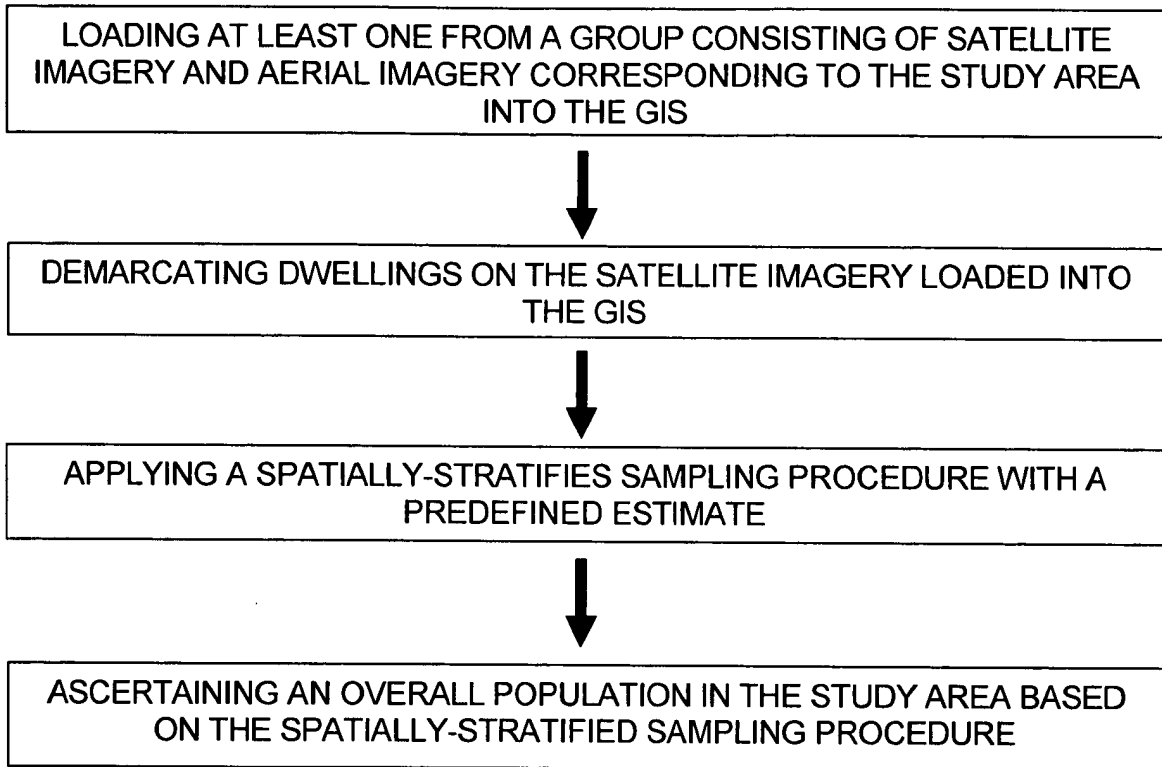 LOADING AT LEAST ONE FROM A GROUP CONSISTING OF SATELLITE
IMAGERY AND AERIAL IMAGERY CORRESPONDING TO THE STUDY AREA
INTO THE GIS
DEMARCATING DWELLINGS ON THE SATELLITE IMAGERY LOADED INTO
THE GIS
APPLYING A SPATIALLY-STRATIFIES SAMPLING PROCEDURE WITH A
PREDEFINED ESTIMATE
ASCERTAINING AN OVERALL POPULATION IN THE STUDY AREA BASED
ON THE SPATIALLY-STRATIFIED SAMPLING PROCEDURE